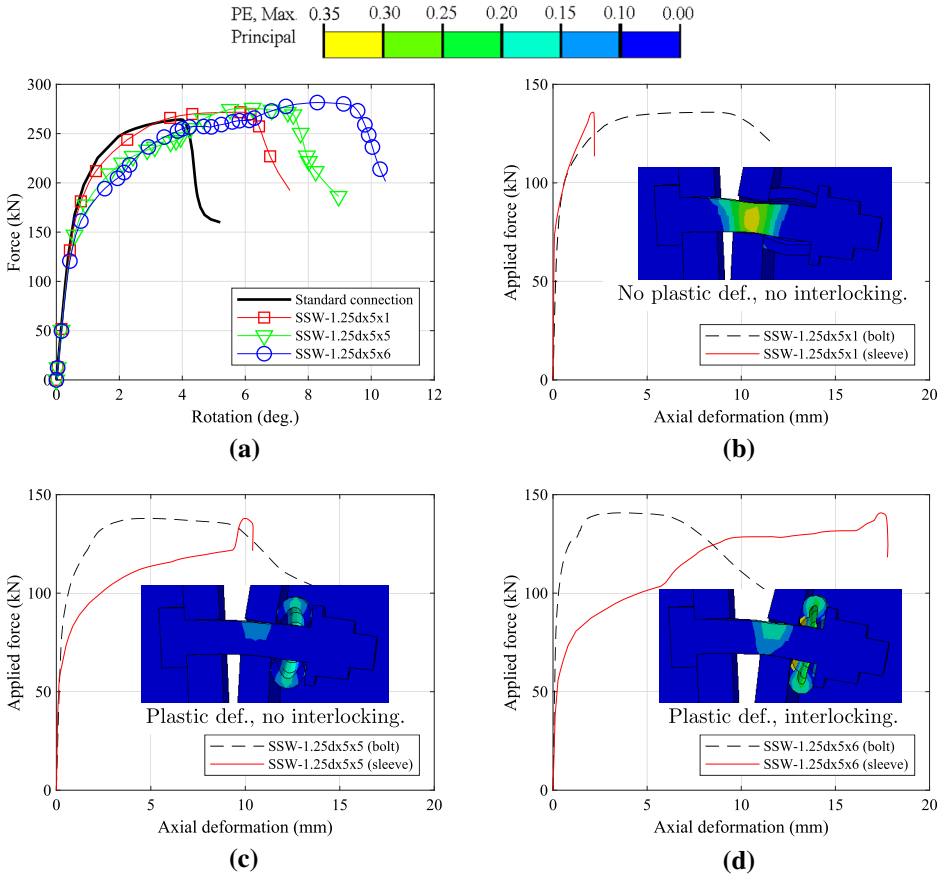 PE, Max. Principal
0.35 0.30 0.25 0.20 0.15 0.10 0.00
300
250
200
150
100
50
0
Force (kN)
0 2 4 6 8 10 12
Rotation (deg.)
Standard connection
SSW-1.25dx5x1
SSW-1.25dx5x5
SSW-1.25dx5x6
(a)
150
100
50
0
Applied force (kN)
No plastic def., no interlocking.
SSW-1.25dx5x1 (bolt)
SSW-1.25dx5x1 (sleeve)
0 5 10 15 20
Axial deformation (mm)
(b)
150
100
50
0
Applied force (kN)
Plastic def., no interlocking.
SSW-1.25dx5x5 (bolt)
SSW-1.25dx5x5 (sleeve)
0 5 10 15 20
Axial deformation (mm)
(c)
150
100
50
0
Applied force (kN)
Plastic def., interlocking.
SSW-1.25dx5x6 (bolt)
SSW-1.25dx5x6 (sleeve)
0 5 10 15 20
Axial deformation (mm)
(d)